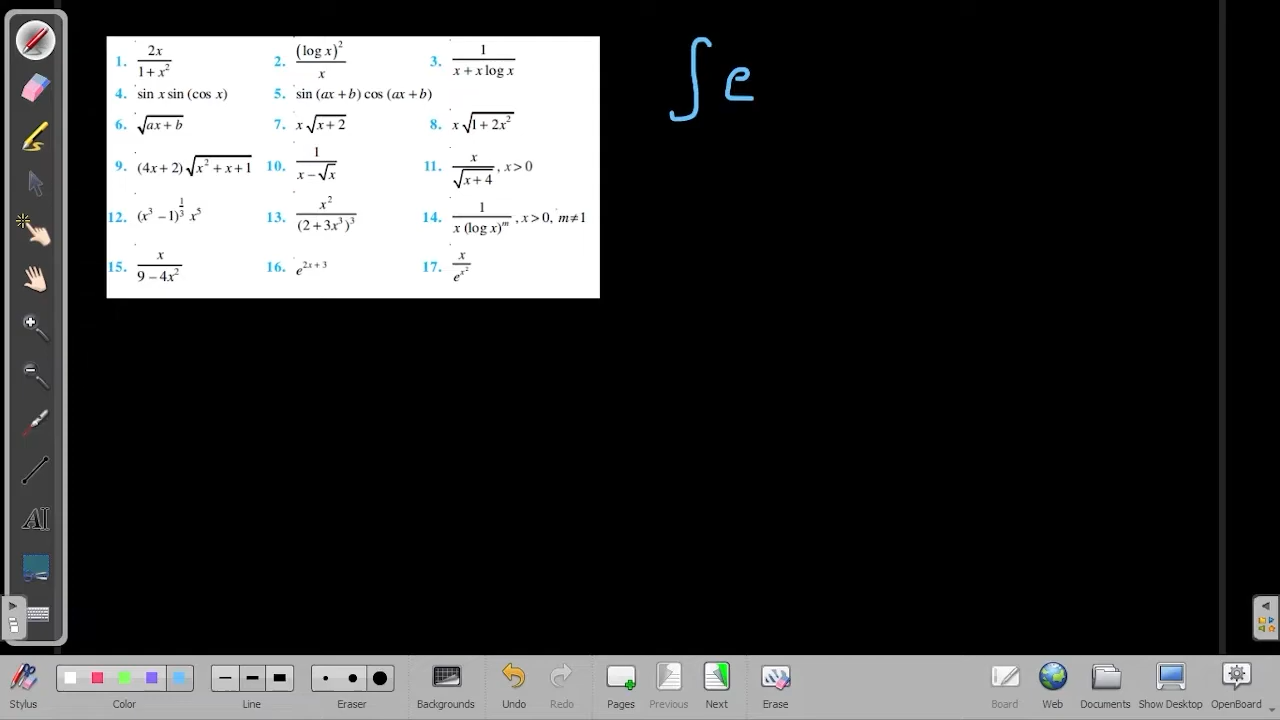 1. 2x / 1 + x² 2. (log x)² / x 3. 1 / x + x log x
4. sin x sin (cos x) 5. sin (ax + b) cos (ax + b)
6. √(ax + b) 7. x √(x + 2) 8. x √(1 + 2x²)
9. (4x + 2) √(x² + x + 1) 10. 1 / x – √x 11. x / √(x + 4) , x > 0
12. (x³ – 1)^(1/3) x⁵ 13. x² / (2 + 3x³)³ 14. 1 / x (log x)^m , x > 0, m ≠ 1
15. x / 9 – 4x² 16. e^(2x + 3) 17. x / e^(x²)
∫ e
AI
Stylus Color Line Eraser Backgrounds Undo Redo Pages Previous Next Erase Board Web Documents Show Desktop OpenBoard